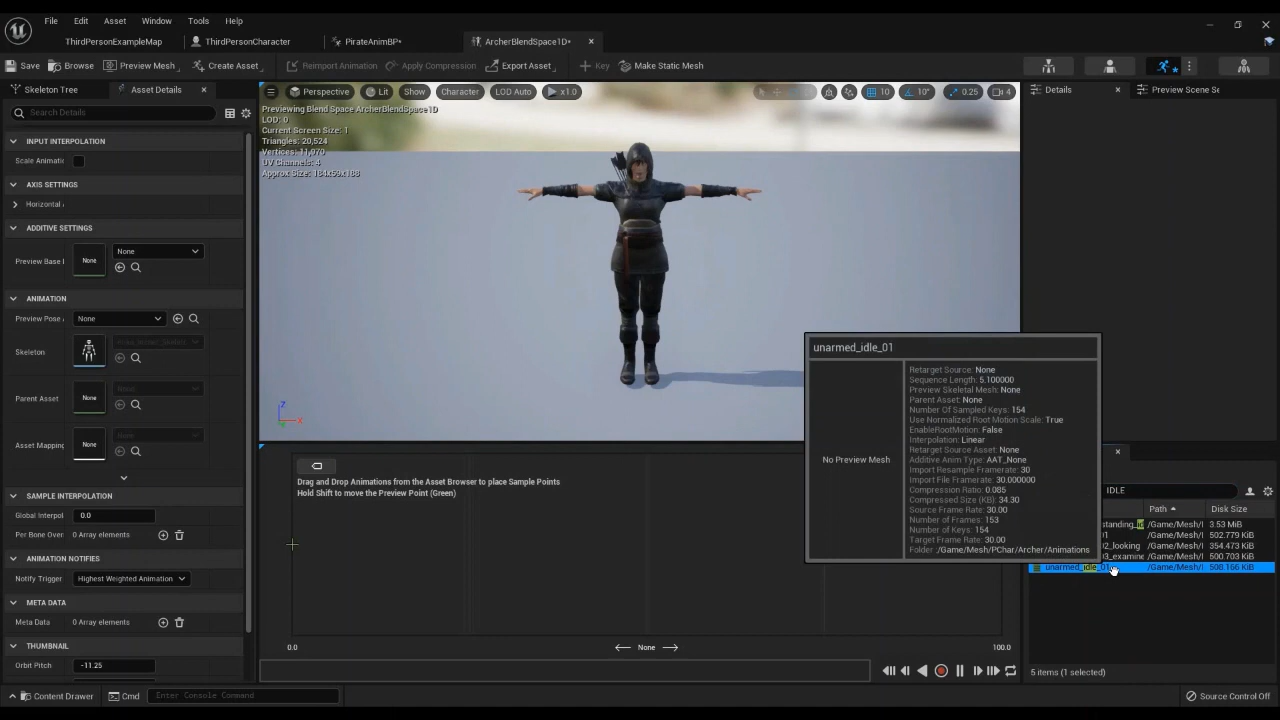 File Edit Asset Window Tools Help
ThirdPersonExampleMap ThirdPersonCharacter PirateAnimBP* ArcherBlendSpace1D*
Save Browse Preview Mesh Create Asset Reimport Animation Apply Compression Export Asset Key Make Static Mesh
Skeleton Tree Asset Details
Search Details
INPUT INTERPOLATION
Scale Animati
AXIS SETTINGS
Horizontal
ADDITIVE SETTINGS
Preview Base
None
None
ANIMATION
Preview Pose
None
Skeleton
Parent Asset
None
None
Asset Mapping
None
None
SAMPLE INTERPOLATION
Global Interpol
0.0
Per Bone Over 0 Array elements
ANIMATION NOTIFIES
Notify Trigger Highest Weighted Animation
META DATA
Meta Data 0 Array elements
THUMBNAIL
Orbit Pitch -11.25
Perspective Lit Show Character LOD Auto x1.0 10 10° 0.25 4
Previewing Blend Space ArcherBlendSpace1D
LOD: 0
Current Screen Size: 1
Triangles: 20,524
Vertices: 11,970
UV Channels: 4
Approx Size: 184x59x188
Z
X
Drag and Drop Animations from the Asset Browser to place Sample Points
Hold Shift to move the Preview Point (Green)
0.0 None 100.0
Details Preview Scene Se
unarmed_idle_01
No Preview Mesh
Retarget Source: None
Sequence Length: 5.100000
Preview Skeletal Mesh: None
Parent Asset: None
Number Of Sampled Keys: 154
Use Normalized Root Motion Scale: True
EnableRootMotion: False
Interpolation: Linear
Retarget Source Asset: None
Additive Anim Type: AAT_None
Import Resample Framerate: 30
Import File Framerate: 30.000000
Compression Ratio: 0.085
Compressed Size (KB): 34.30
Source Frame Rate: 30.00
Number of Frames: 153
Number of Keys: 154
Target Frame Rate: 30.00
Folder :/Game/Mesh/PChar/Archer/Animations
IDLE
Path Disk Size
standing_id /Game/Mesh/I 3.53 MiB
01 /Game/Mesh/I 502.779 KiB
02_looking /Game/Mesh/I 354.473 KiB
03_examine /Game/Mesh/I 500.703 KiB
unarmed_idle_01 /Game/Mesh/I 508.166 KiB
5 items (1 selected)
Content Drawer Cmd Enter Console Command Source Control Off